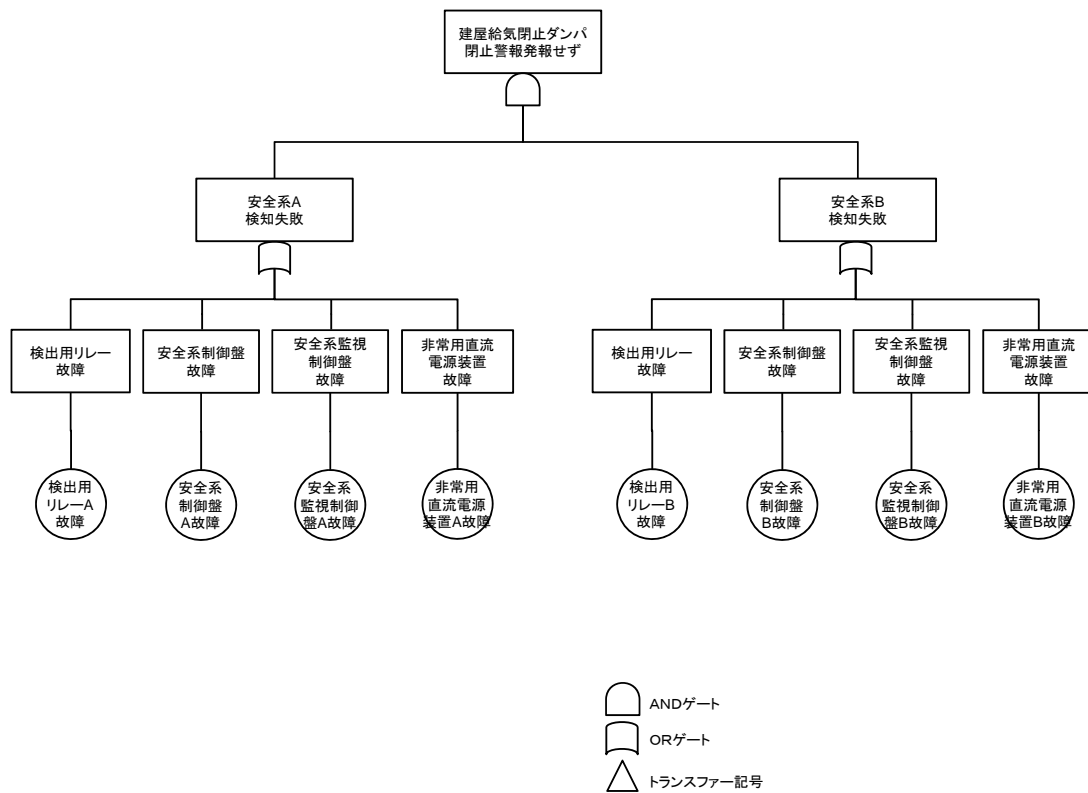 建屋給気閉止ダンパ
閉止警報発報せず
安全系A
検知失敗
安全系B
検知失敗
検出用リレー
故障
安全系制御盤
故障
安全系監視
制御盤
故障
非常用直流
電源装置
故障
検出用リレー
故障
安全系制御盤
故障
安全系監視
制御盤
故障
非常用直流
電源装置
故障
検出用
リレーA
故障
安全系
制御盤
A故障
安全系
監視制御
盤A故障
非常用
直流電源
装置A故障
検出用
リレーB
故障
安全系
制御盤
B故障
安全系
監視制御
盤B故障
非常用
直流電源
装置B故障
ANDゲート
ORゲート
トランスファー記号